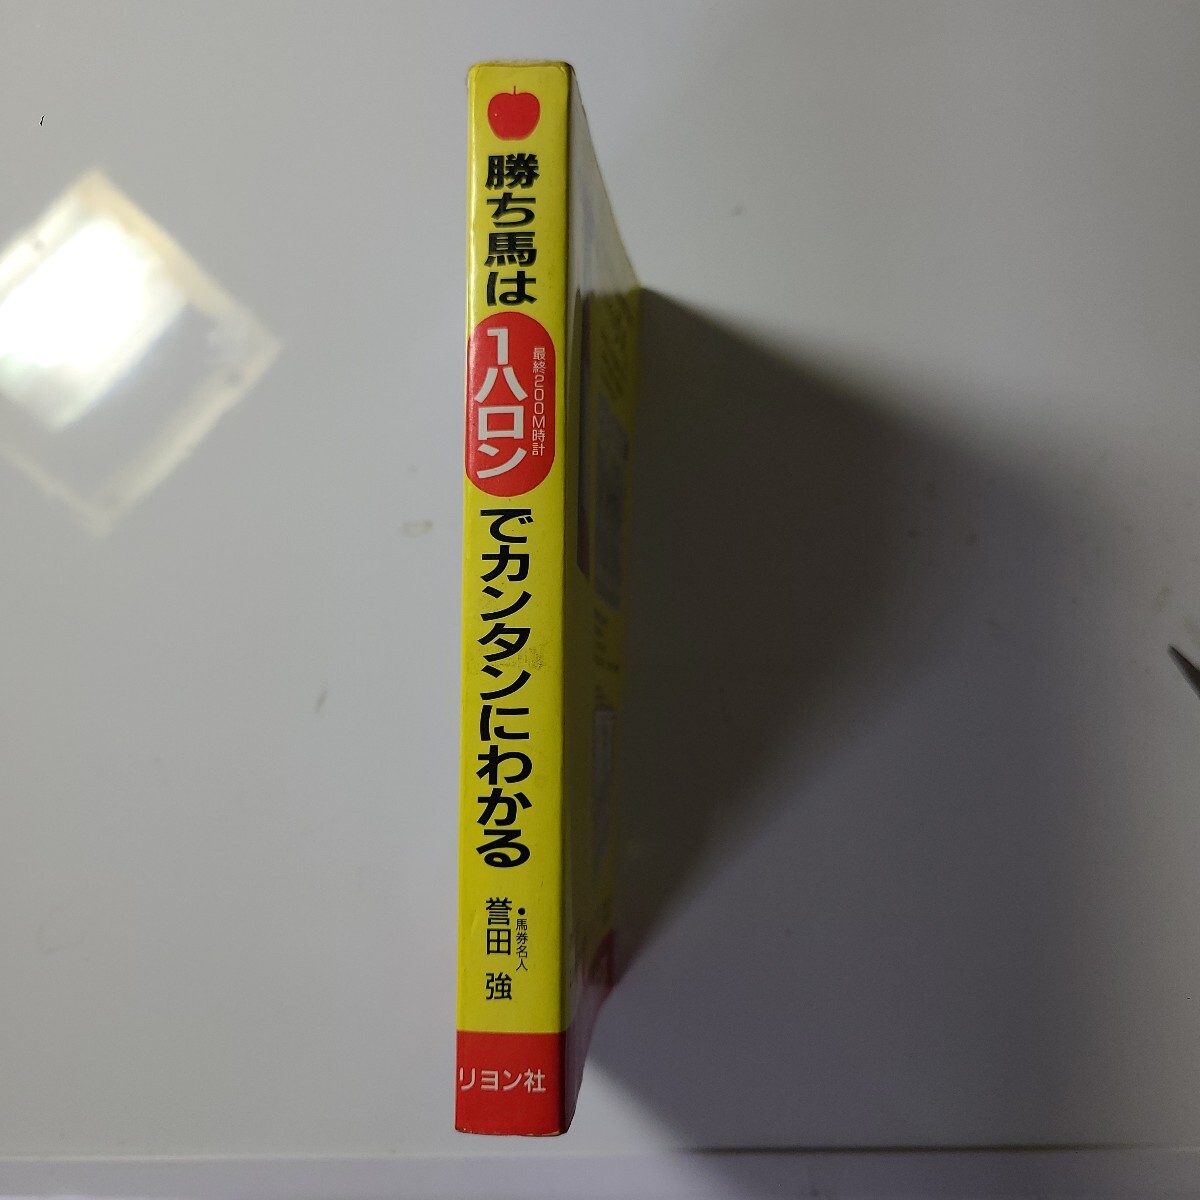 勝ち馬は
1ハロン
最終200M時計
でカンタンにわかる
●馬券名人
誉田 強
リヨン社